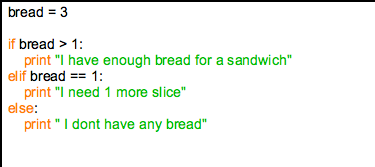 bread = 3
if bread > 1:
    print "I have enough bread for a sandwich"
elif bread == 1:
    print "I need 1 more slice"
else:
    print " I dont have any bread"